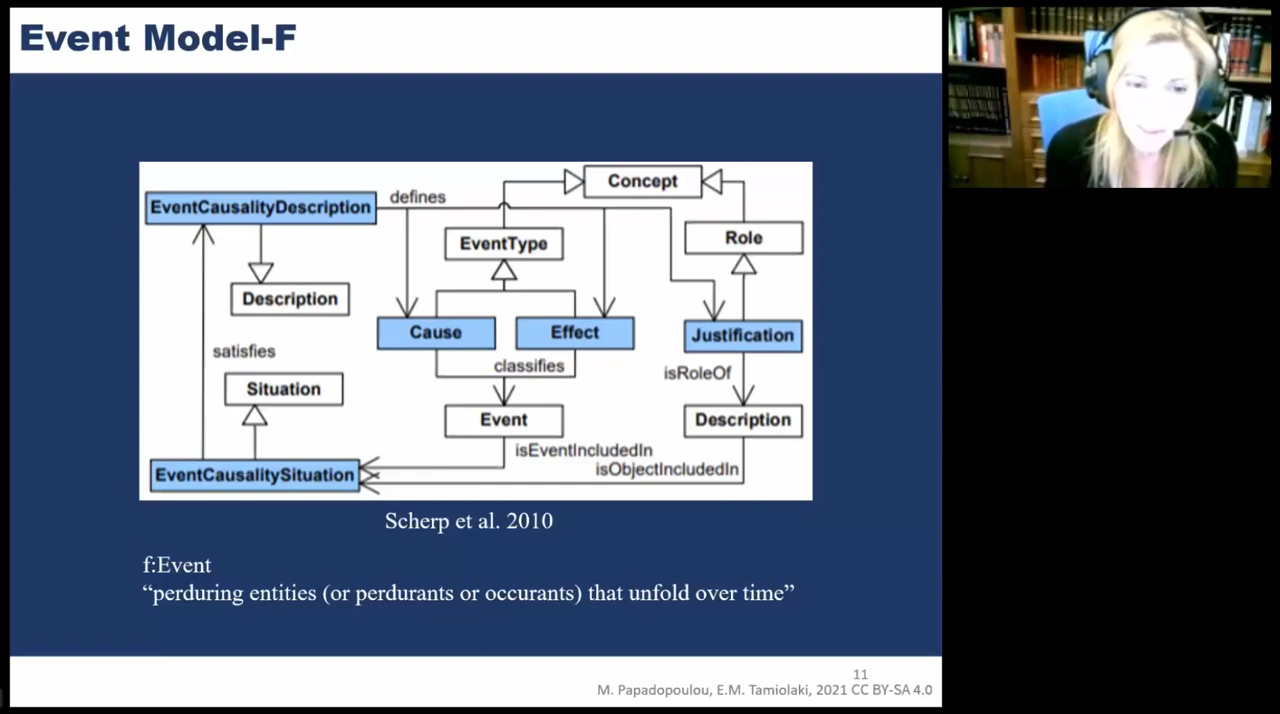 Event Model-F
Concept
defines
EventCausalityDescription
EventType
Role
Description
Cause
Effect
Justification
satisfies
classifies
isRoleOf
Situation
Event
Description
isEventIncludedIn
isObjectIncludedIn
EventCausalitySituation
Scherp et al. 2010
f:Event
“perduring entities (or perdurants or occurants) that unfold over time”
11
M. Papadopoulou, E.M. Tamiolaki, 2021 CC BY-SA 4.0